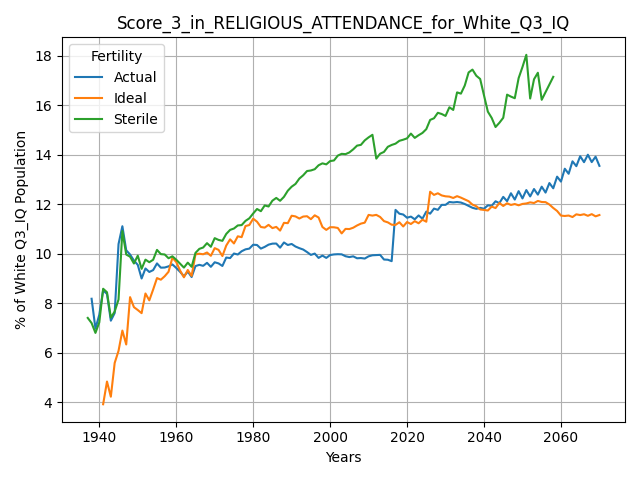 Score_3_in_RELIGIOUS_ATTENDANCE_for_White_Q3_IQ
Fertility
Actual
Ideal
Sterile
% of White Q3_IQ Population
18
16
14
12
10
8
6
4
1940 1960 1980 2000 2020 2040 2060
Years